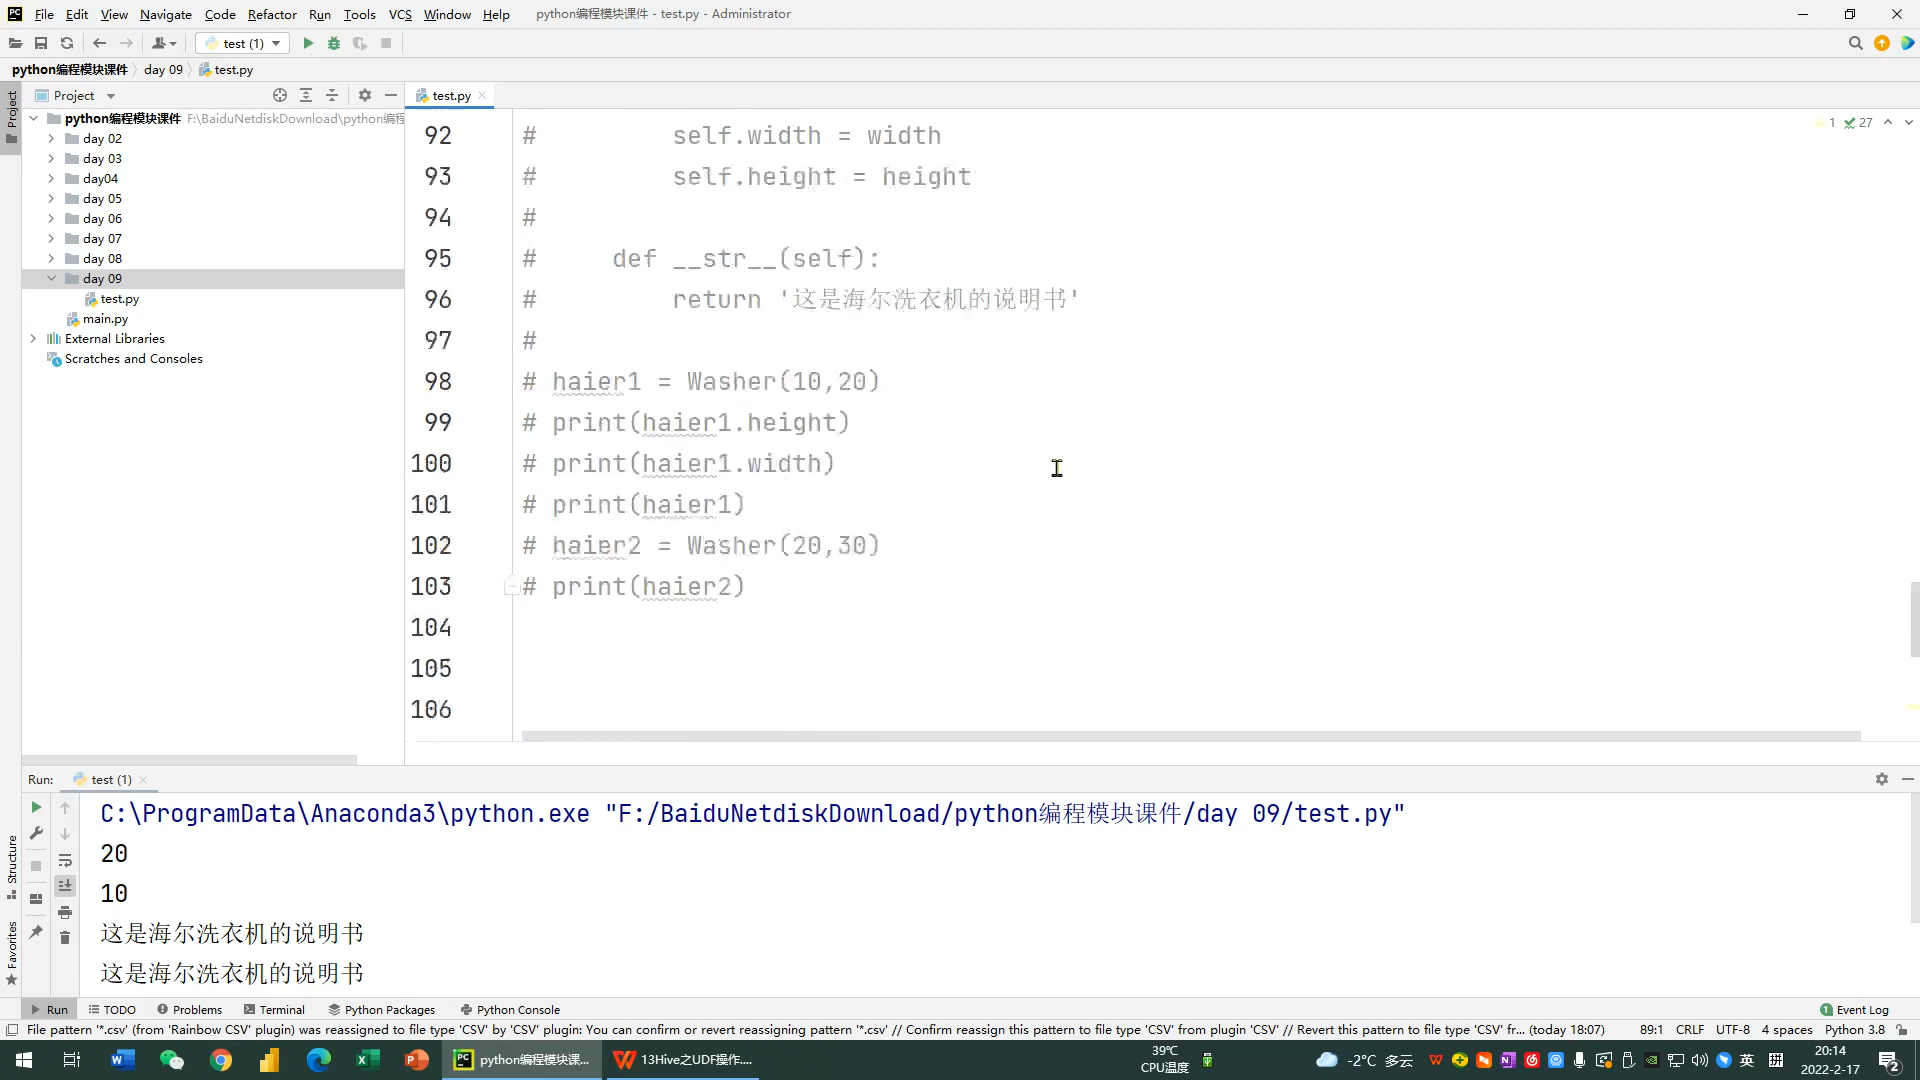 File Edit View Navigate Code Refactor Run Tools VCS Window Help python编程模块课件 - test.py - Administrator
test (1)
python编程模块课件 day 09 test.py
Project
Project
test.py
python编程模块课件 F:\BaiduNetdiskDownload\python编程
day 02
day 03
day04
day 05
day 06
day 07
day 08
day 09
test.py
main.py
External Libraries
Scratches and Consoles
1 27
92 # self.width = width
93 # self.height = height
94 #
95 # def __str__(self):
96 # return '这是海尔洗衣机的说明书'
97 #
98 # haier1 = Washer(10,20)
99 # print(haier1.height)
100 # print(haier1.width)
101 # print(haier1)
102 # haier2 = Washer(20,30)
103 # print(haier2)
104
105
106
Run: test (1)
C:\ProgramData\Anaconda3\python.exe "F:/BaiduNetdiskDownload/python编程模块课件/day 09/test.py"
20
10
这是海尔洗衣机的说明书
这是海尔洗衣机的说明书
Structure
Favorites
Run TODO Problems Terminal Python Packages Python Console Event Log
File pattern '*.csv' (from 'Rainbow CSV' plugin) was reassigned to file type 'CSV' by 'CSV' plugin: You can confirm or revert reassigning pattern '*.csv' // Confirm reassign this pattern to file type 'CSV' from plugin 'CSV' // Revert this pattern to file type 'CSV' fr... (today 18:07) 89:1 CRLF UTF-8 4 spaces Python 3.8
python编程模块课... 13Hive之UDF操作....
39℃
CPU温度
-2°C 多云
英
拼
20:14
2022-2-17
2